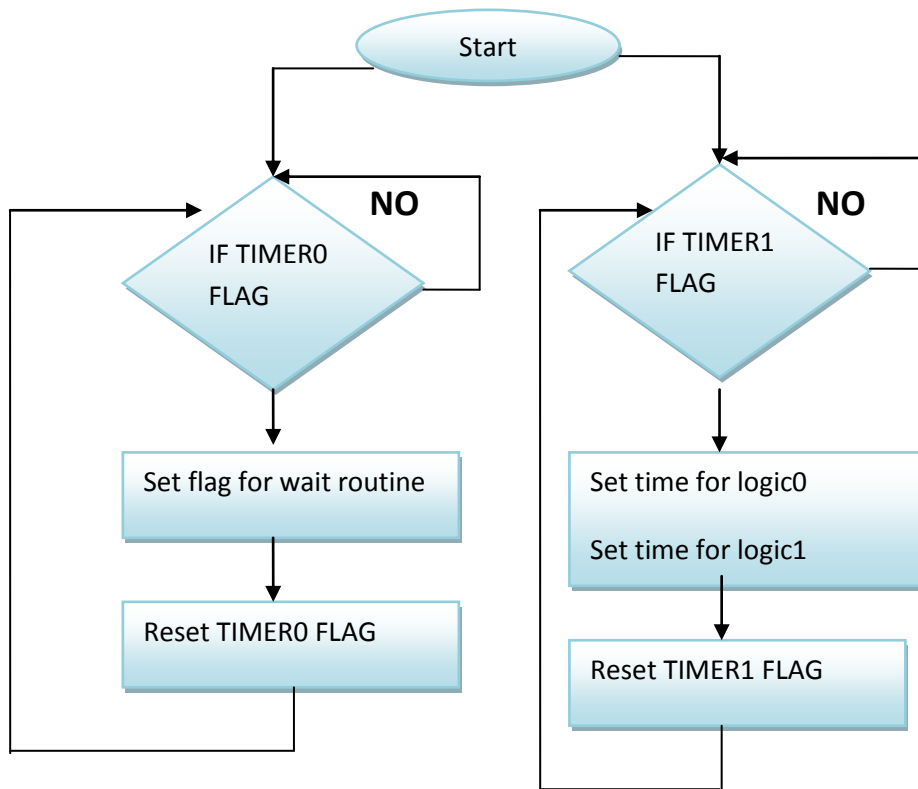 Start
NO
IF TIMER0
FLAG
Set flag for wait routine
Reset TIMER0 FLAG
NO
IF TIMER1
FLAG
Set time for logic0
Set time for logic1
Reset TIMER1 FLAG